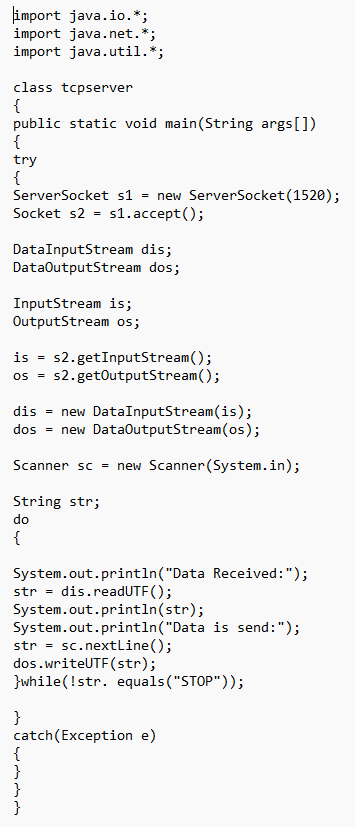 import java.io.*;
import java.net.*;
import java.util.*;

class tcpserver
{
public static void main(String args[])
{
try
{
ServerSocket s1 = new ServerSocket(1520);
Socket s2 = s1.accept();

DataInputStream dis;
DataOutputStream dos;

InputStream is;
OutputStream os;

is = s2.getInputStream();
os = s2.getOutputStream();

dis = new DataInputStream(is);
dos = new DataOutputStream(os);

Scanner sc = new Scanner(System.in);

String str;
do
{

System.out.println("Data Received:");
str = dis.readUTF();
System.out.println(str);
System.out.println("Data is send:");
str = sc.nextLine();
dos.writeUTF(str);
}while(!str. equals("STOP"));

}
catch(Exception e)
{
}
}
}